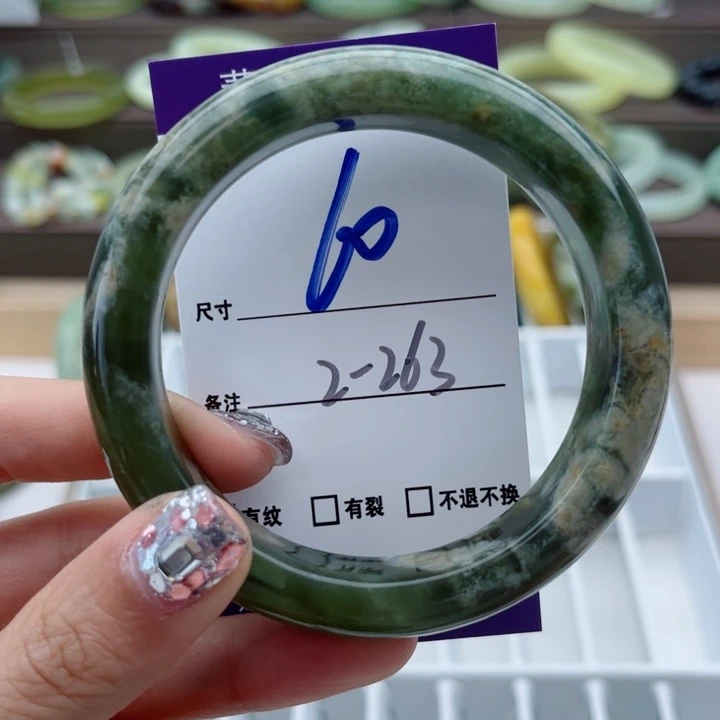 60
尺寸
2-263
备注
有纹 □有裂 □不退不换